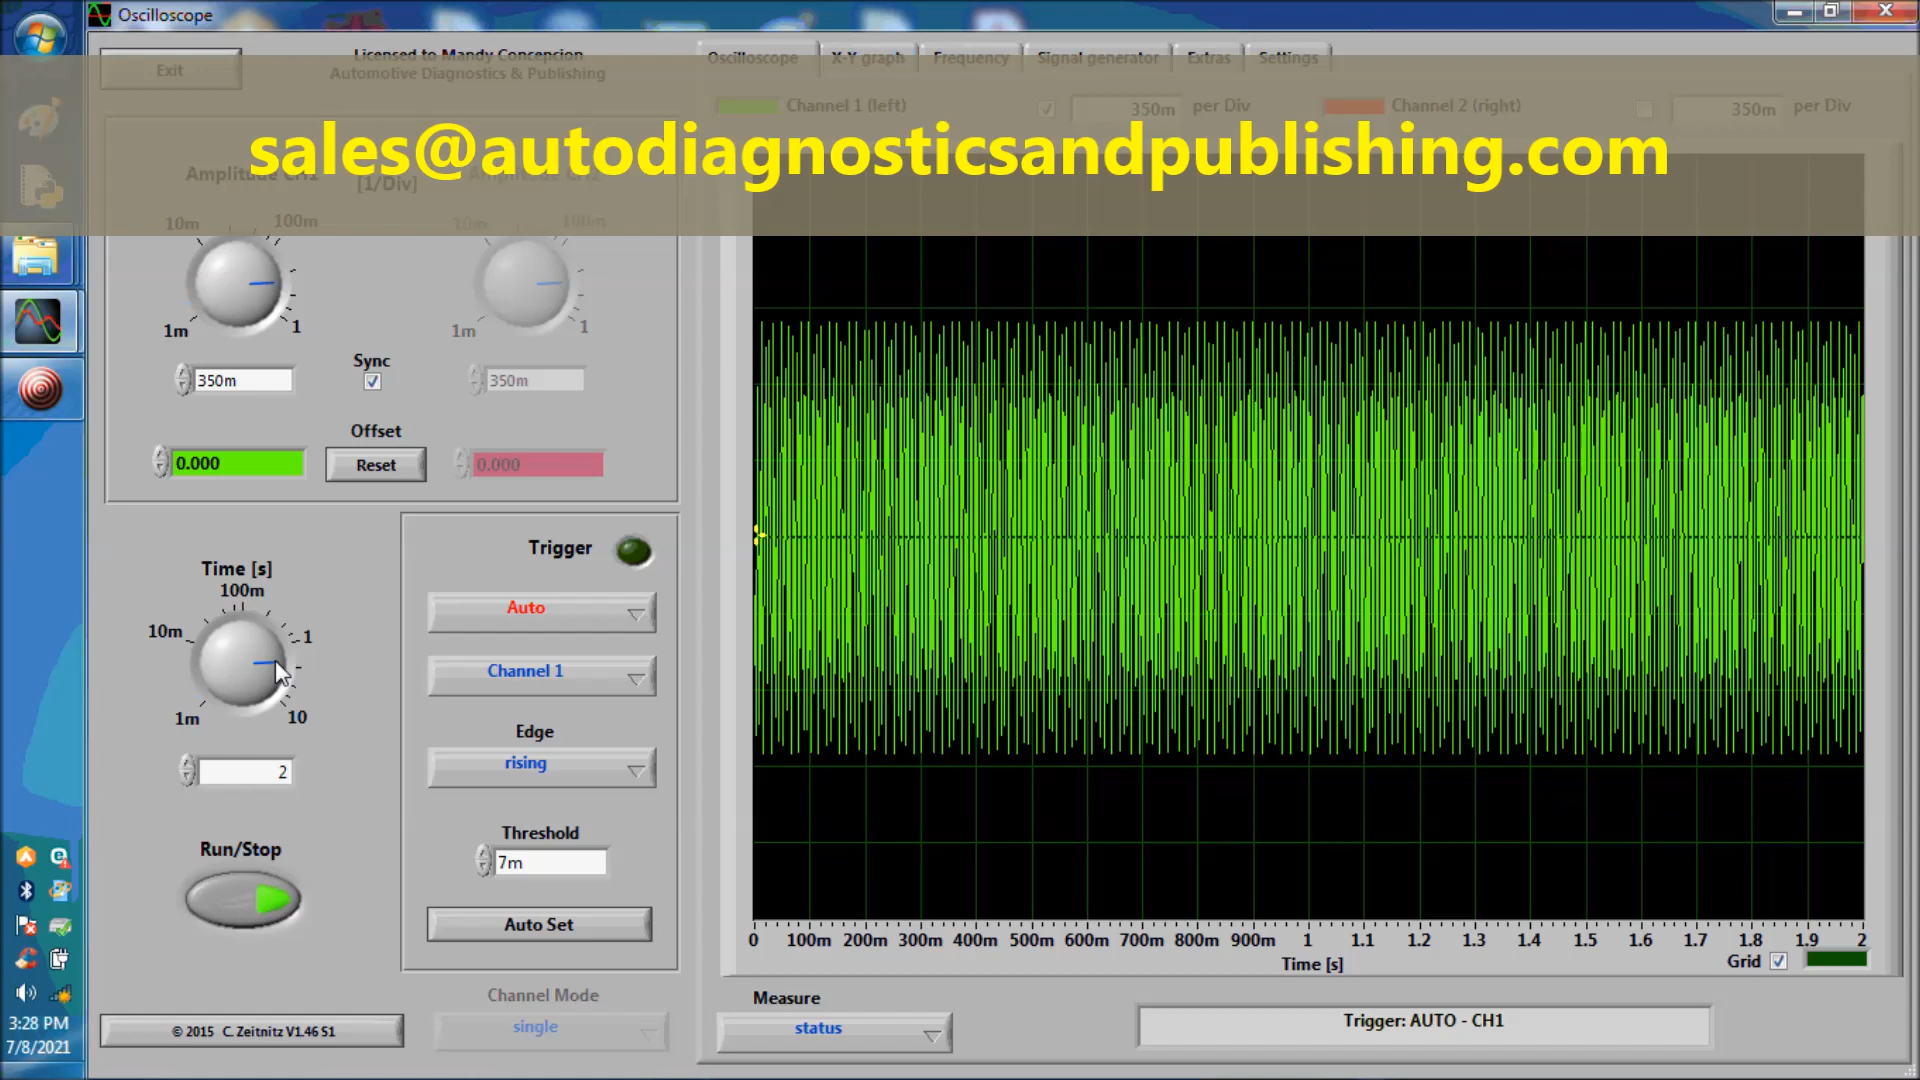 Oscilloscope
Exit
Licensed to Mandy Concepcion
Automotive Diagnostics & Publishing
Oscilloscope X-Y graph Frequency Signal generator Extras Settings
Channel 1 (left) 350m per Div Channel 2 (right) 350m per Div
sales@autodiagnosticsandpublishing.com
Amplitude CH1 [1/Div]
10m 100m 10m 100m
1m 1 1m 1
Sync
350m 350m
Offset
0.000 Reset 0.000
Trigger
Time [s]
100m
10m 1
1m 10
2
Auto
Channel 1
Edge
rising
Threshold
7m
Auto Set
Run/Stop
0 100m 200m 300m 400m 500m 600m 700m 800m 900m 1 1.1 1.2 1.3 1.4 1.5 1.6 1.7 1.8 1.9 2
Time [s]
Grid
Channel Mode
single
Measure
status
Trigger: AUTO - CH1
© 2015 C. Zeitnitz V1.46 S1
3:28 PM
7/8/2021